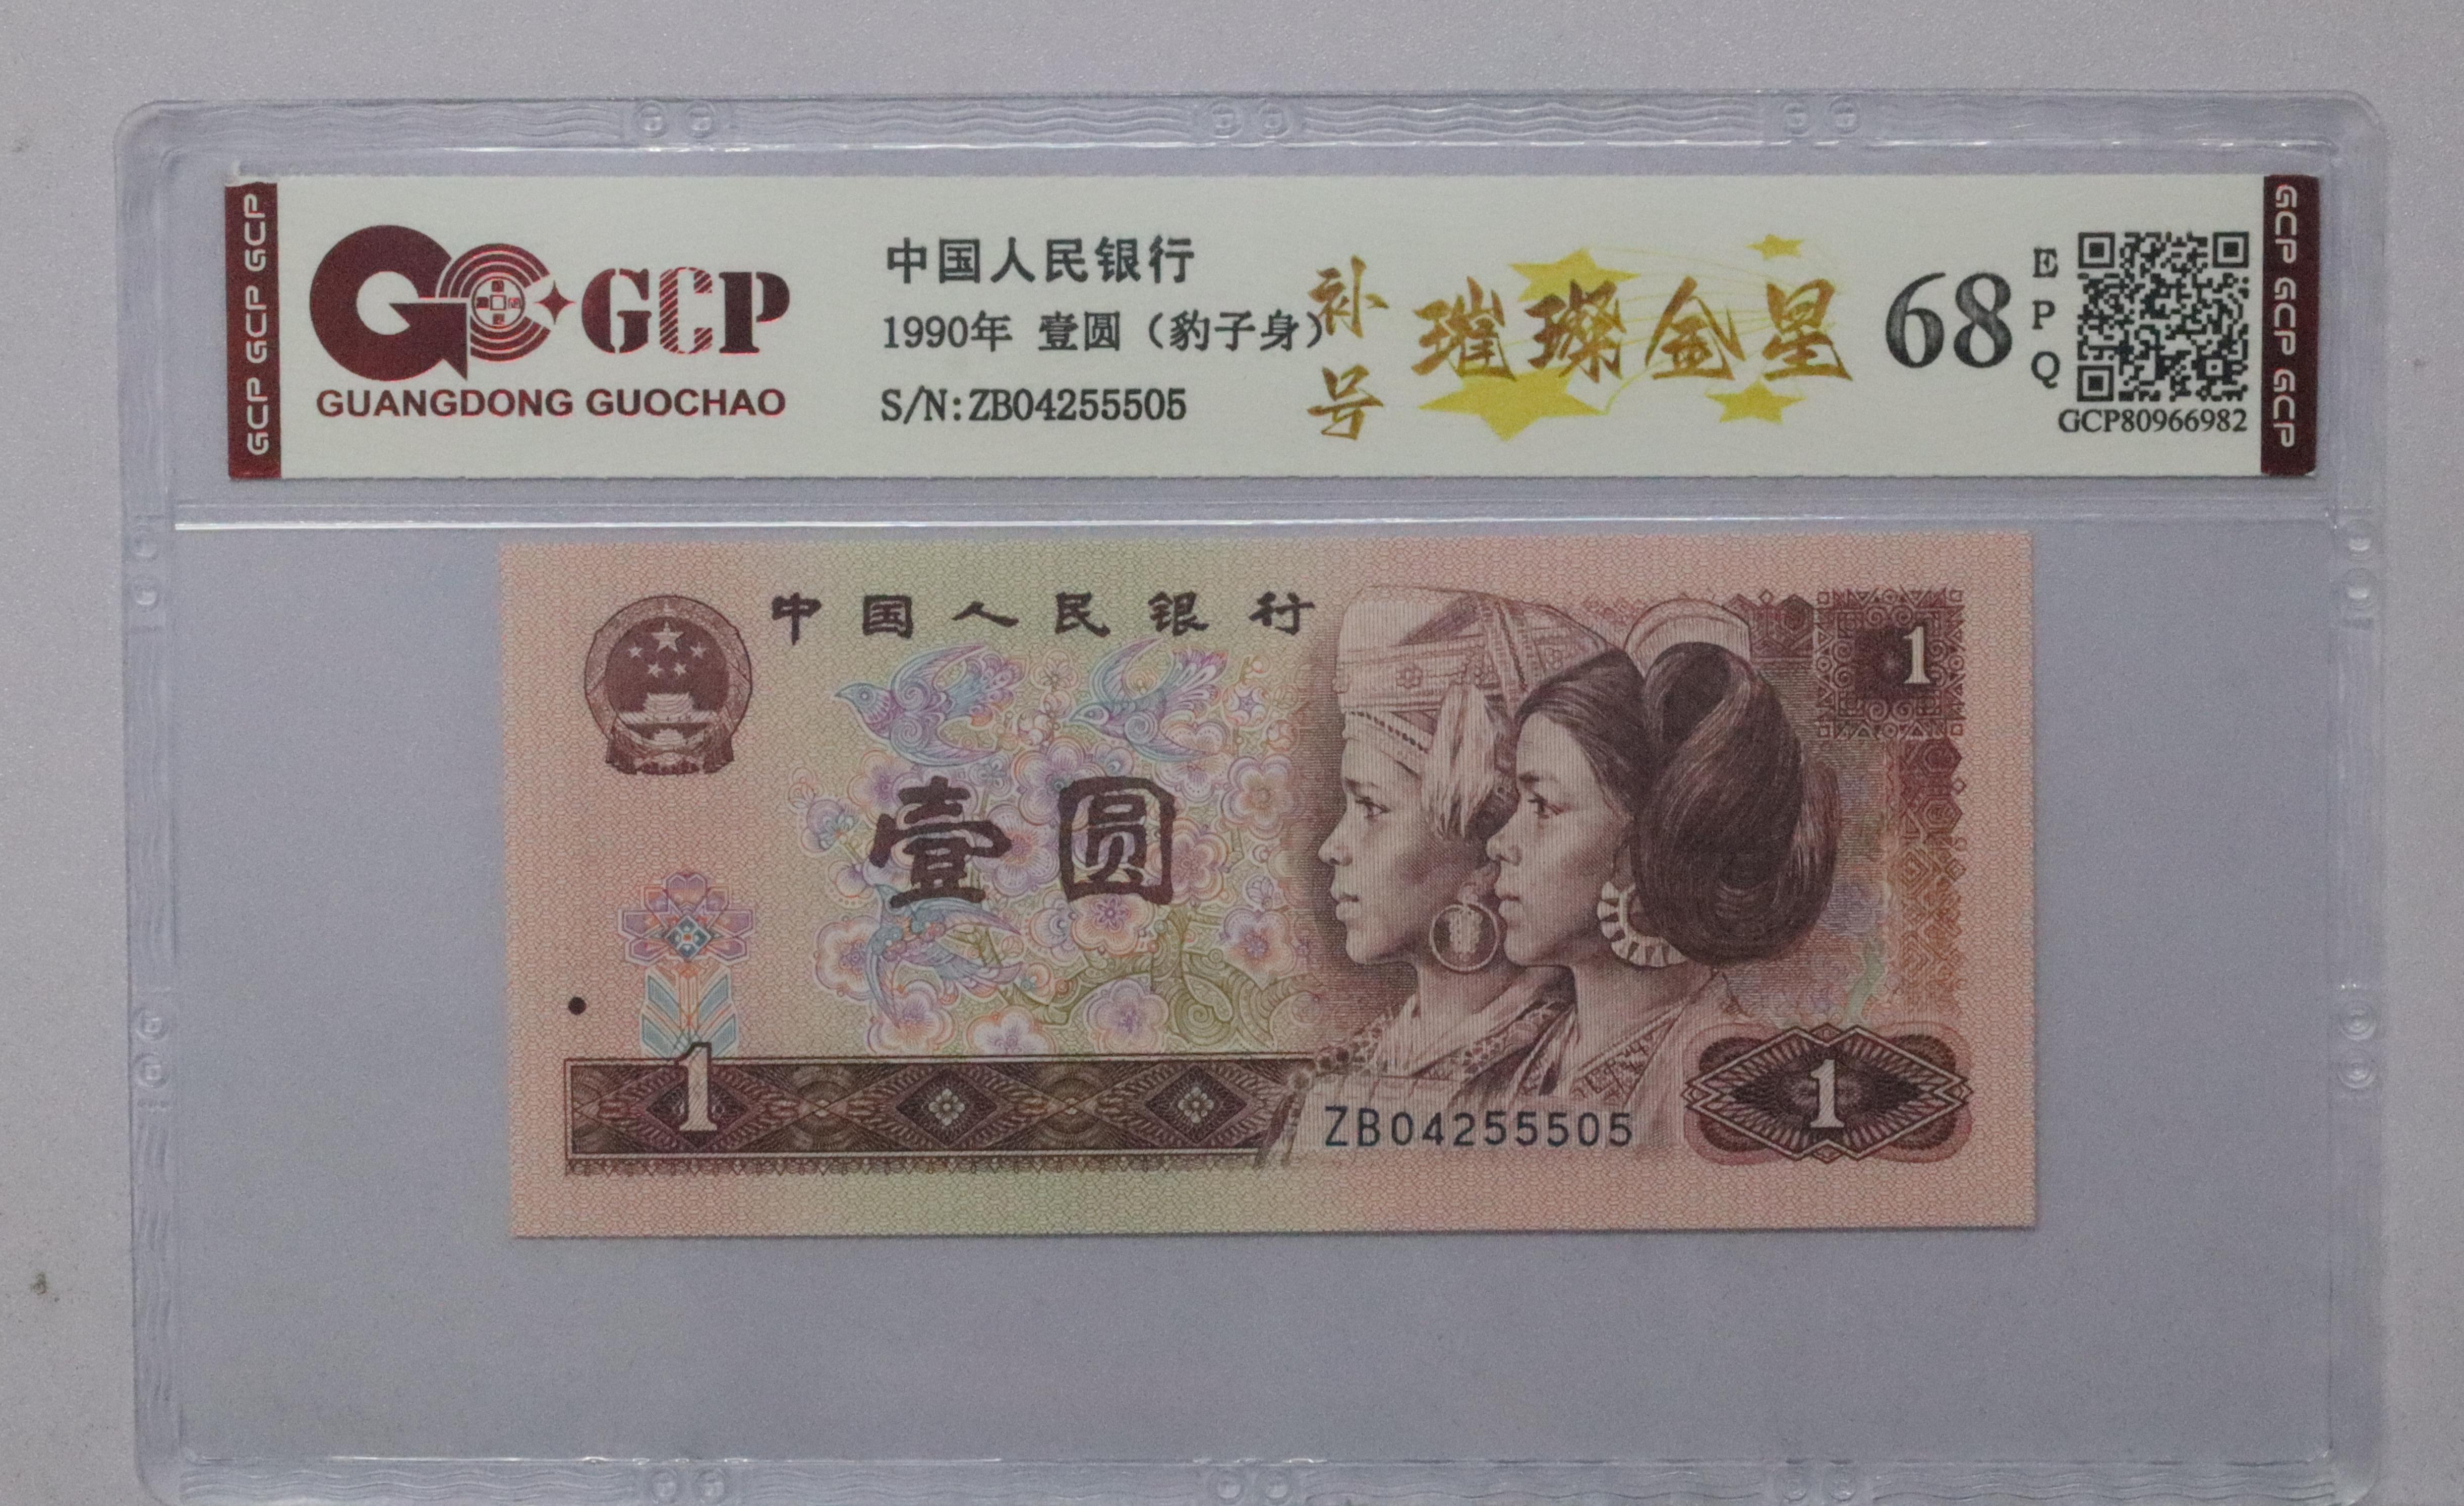 GCP GCP GCP
GCP
GUANGDONG GUOCHAO
中国人民银行
1990年 壹圆（豹子身）
S/N:ZB04255505
补号
璀璨金星
68
EPQ
GCP80966982
GCP GCP GCP
中国人民银行
1
壹圆
1
1
ZB04255505